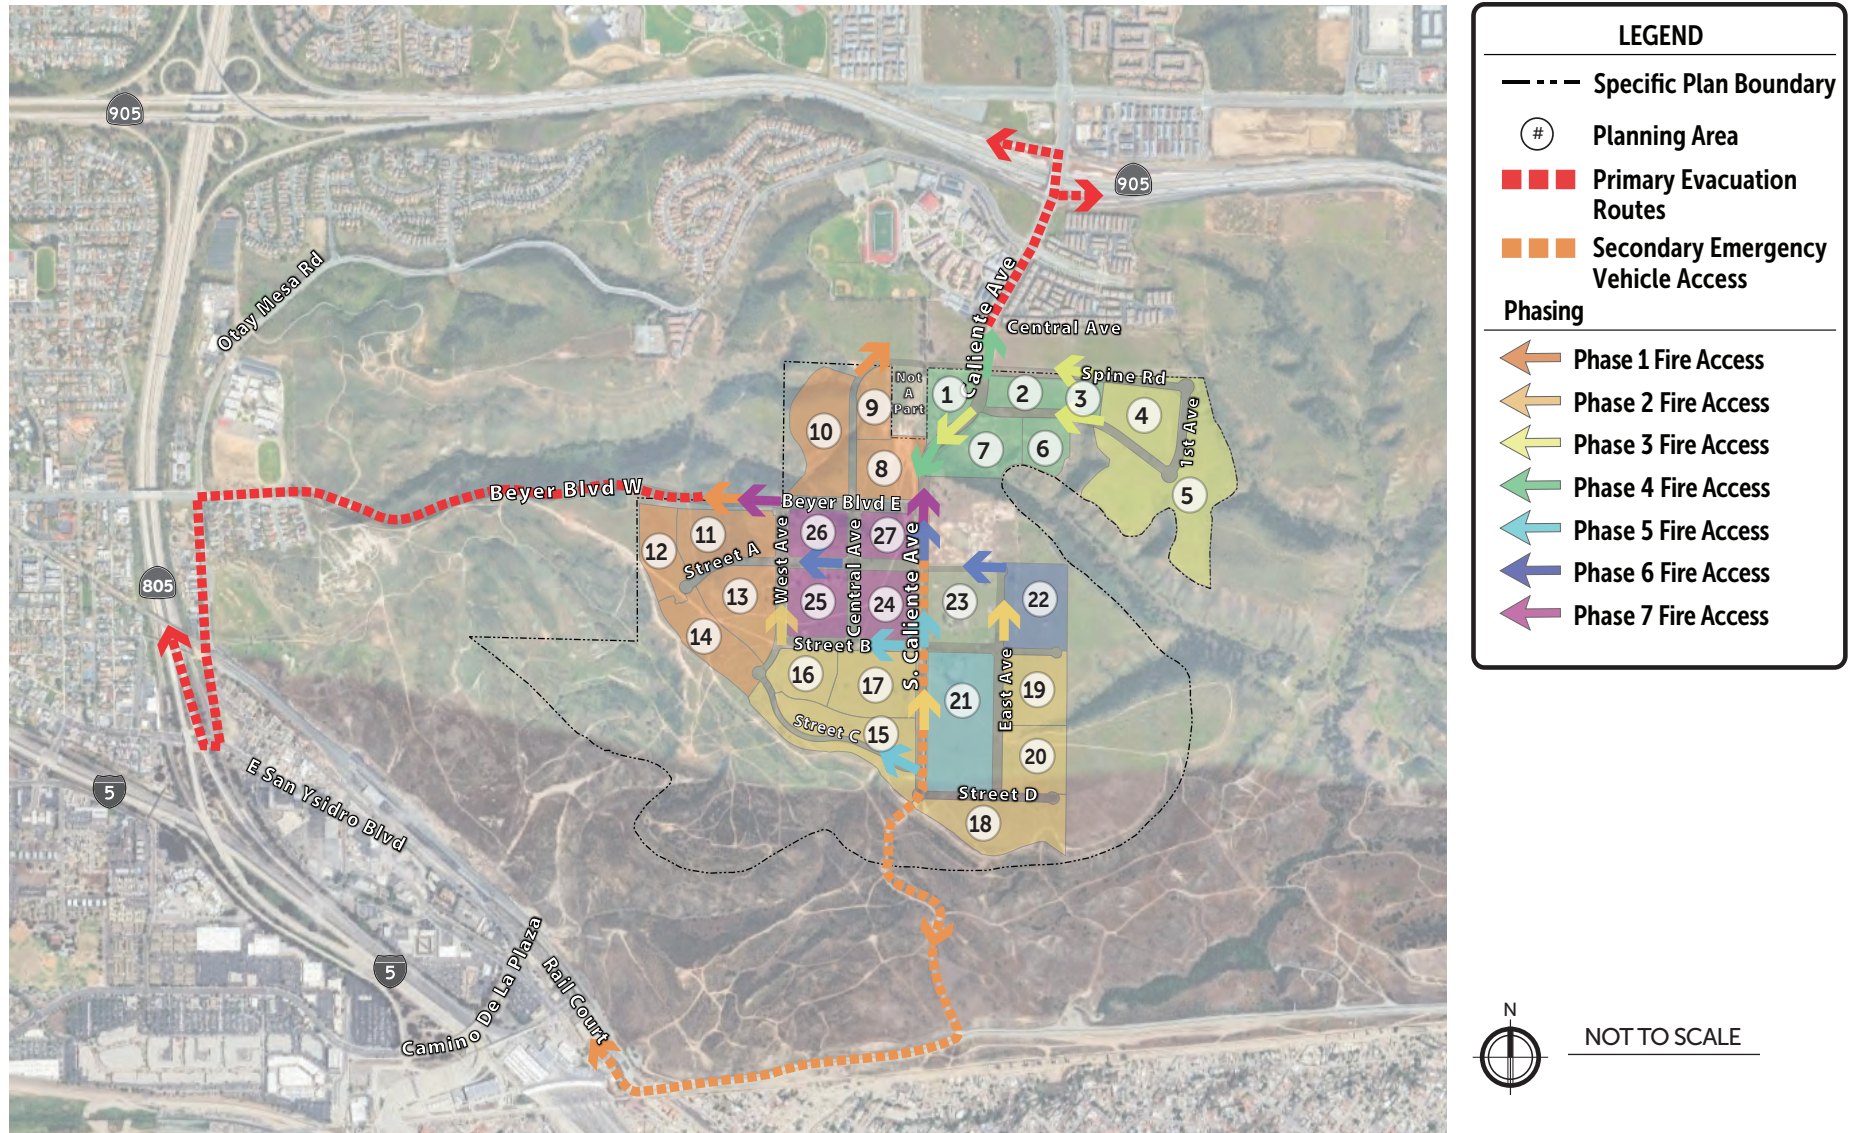 905
905
Otay Mesa Rd
Caliente Ave
Central Ave
Spine Rd
1st Ave
Not
A
Part
1
2
3
4
5
6
7
8
9
10
Beyer Blvd W
Beyer Blvd E
11
12
13
14
Street A
West Ave
26
27
Central Ave
25
24
S. Caliente Ave
23
22
Street B
16
17
Street C
15
21
East Ave
19
20
Street D
18
805
5
E San Ysidro Blvd
5
Camino De La Plaza
Rail Court
LEGEND
Specific Plan Boundary
# Planning Area
Primary Evacuation
Routes
Secondary Emergency
Vehicle Access
Phasing
Phase 1 Fire Access
Phase 2 Fire Access
Phase 3 Fire Access
Phase 4 Fire Access
Phase 5 Fire Access
Phase 6 Fire Access
Phase 7 Fire Access
N
NOT TO SCALE